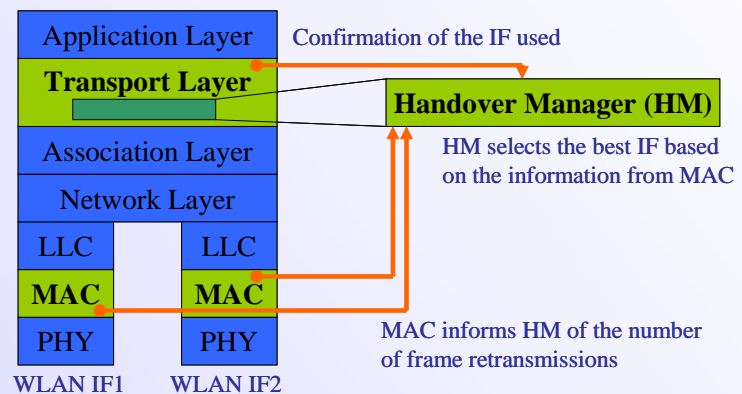 Application Layer
Confirmation of the IF used
Transport Layer
Handover Manager (HM)
Association Layer
HM selects the best IF based
on the information from MAC
Network Layer
LLC
LLC
MAC
MAC
MAC informs HM of the number
of frame retransmissions
PHY
PHY
WLAN IF1
WLAN IF2